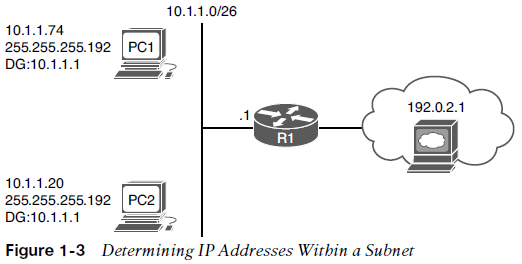 10.1.1.0/26
10.1.1.74
255.255.255.192
DG:10.1.1.1
PC1
192.0.2.1
.1
R1
10.1.1.20
255.255.255.192
DG:10.1.1.1
PC2
Figure 1-3 Determining IP Addresses Within a Subnet